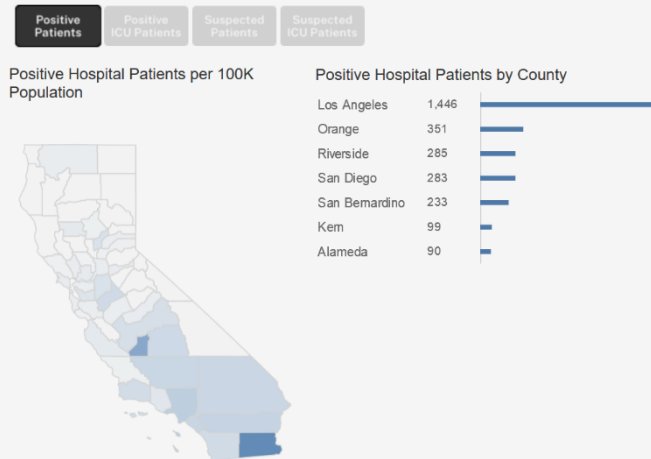 Positive
Patients
Positive
ICU Patients
Suspected
Patients
Suspected
ICU Patients
Positive Hospital Patients per 100K
Population
Positive Hospital Patients by County
Los Angeles 1,446
Orange 351
Riverside 285
San Diego 283
San Bernardino 233
Kern 99
Alameda 90